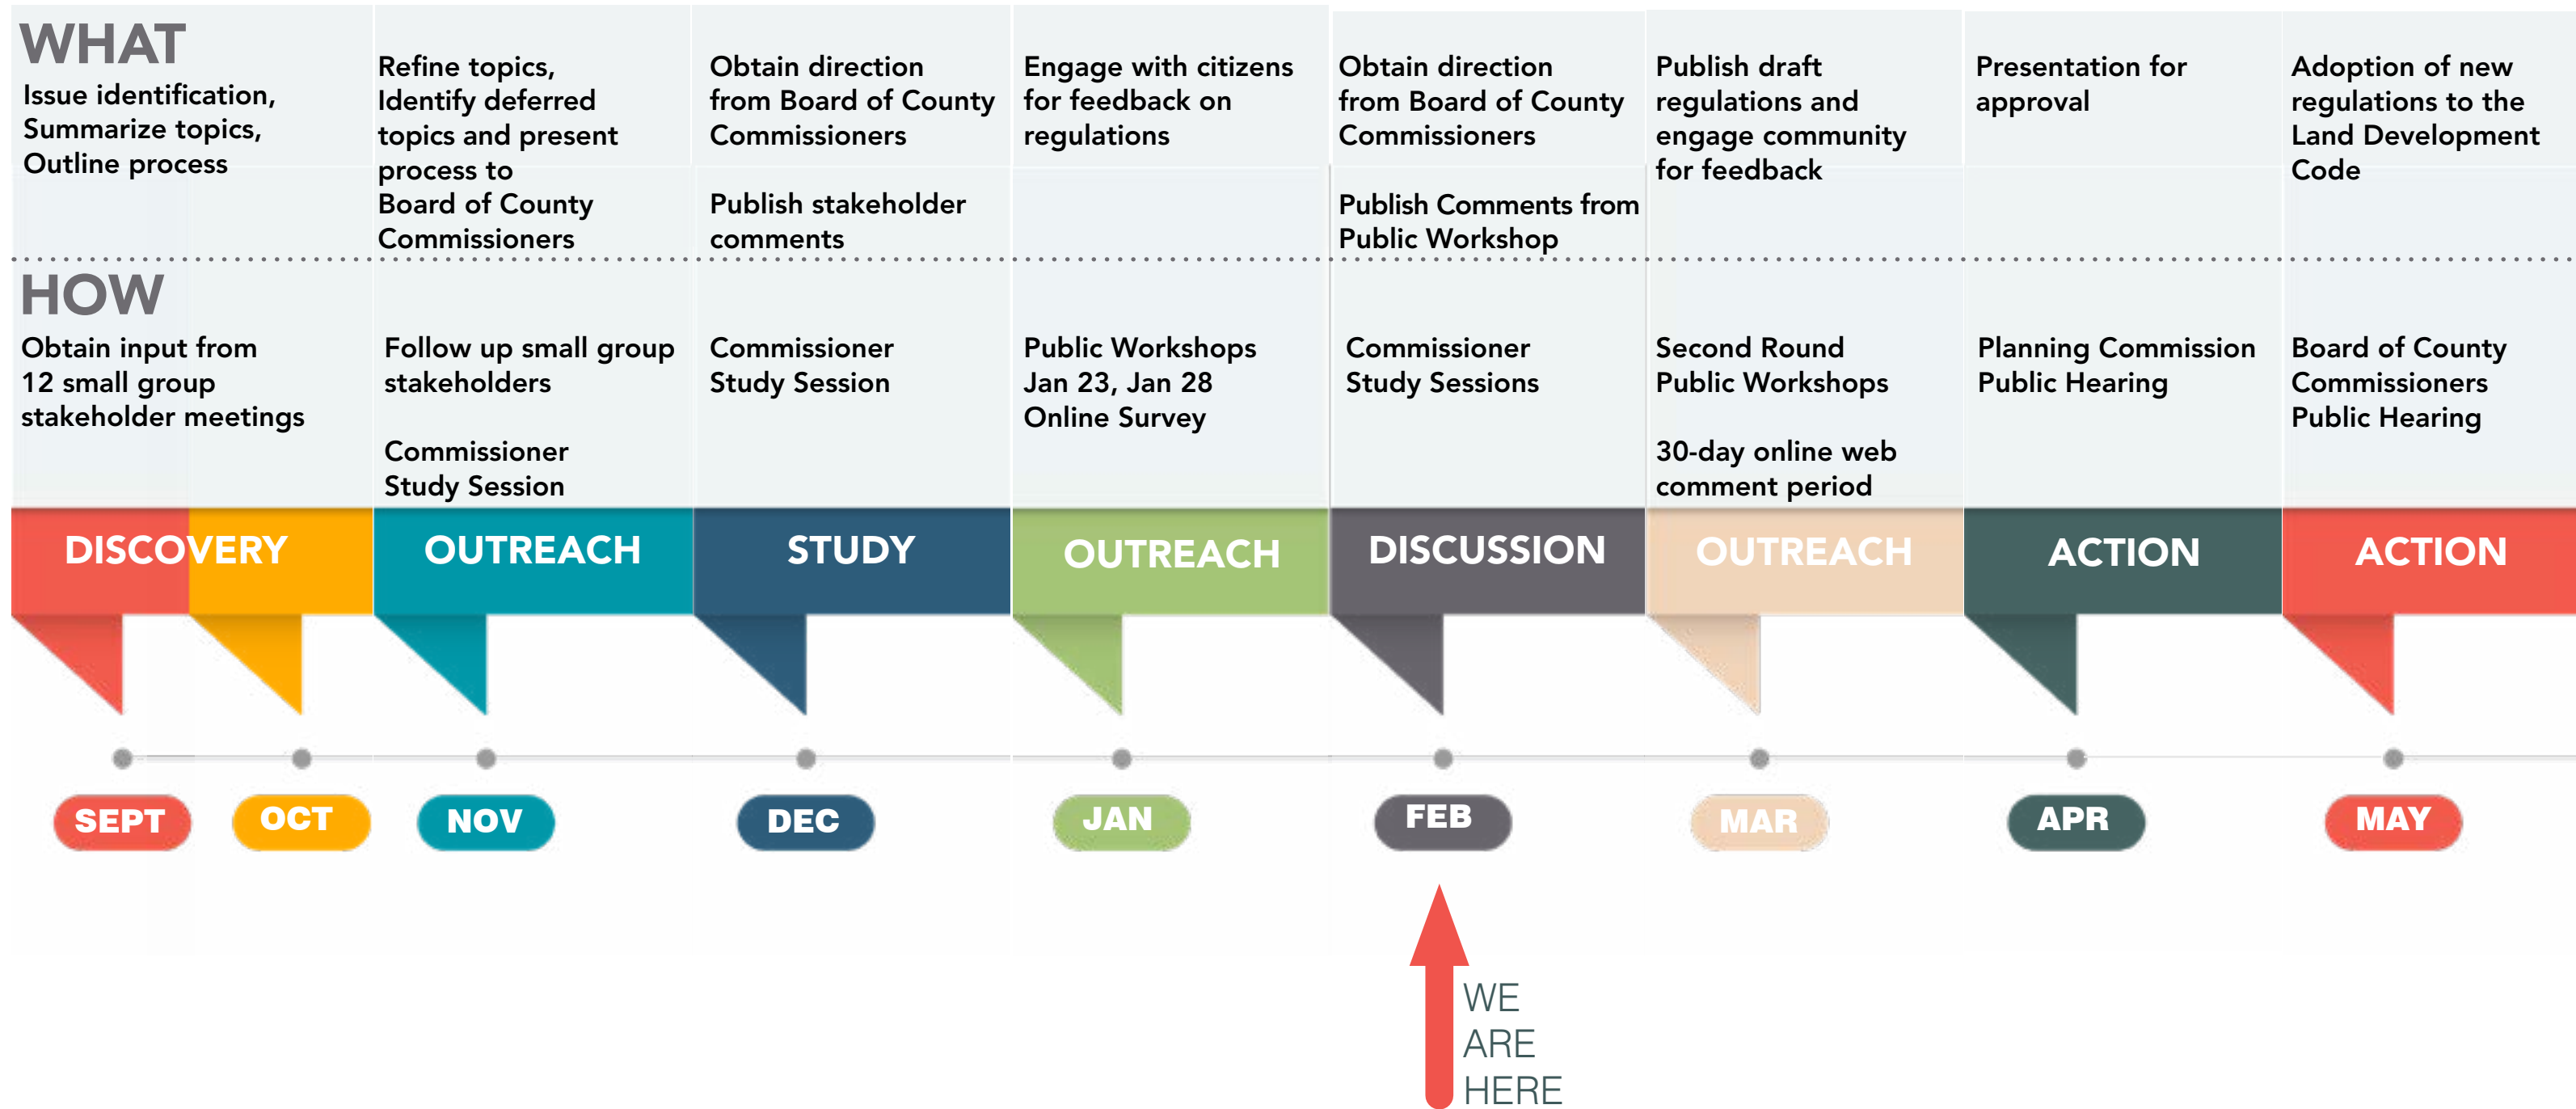 WHAT
Issue identification,
Summarize topics,
Outline process
Refine topics,
Identify deferred
topics and present
process to
Board of County
Commissioners
Obtain direction
from Board of County
Commissioners
Publish stakeholder
comments
Engage with citizens
for feedback on
regulations
Obtain direction
from Board of County
Commissioners
Publish Comments from
Public Workshop
Publish draft
regulations and
engage community
for feedback
Presentation for
approval
Adoption of new
regulations to the
Land Development
Code
HOW
Obtain input from
12 small group
stakeholder meetings
Follow up small group
stakeholders
Commissioner
Study Session
Commissioner
Study Session
Public Workshops
Jan 23, Jan 28
Online Survey
Commissioner
Study Sessions
Second Round
Public Workshops
30-day online web
comment period
Planning Commission
Public Hearing
Board of County
Commissioners
Public Hearing
DISCOVERY
OUTREACH
STUDY
OUTREACH
DISCUSSION
OUTREACH
ACTION
ACTION
SEPT
OCT
NOV
DEC
JAN
FEB
MAR
APR
MAY
WE
ARE
HERE